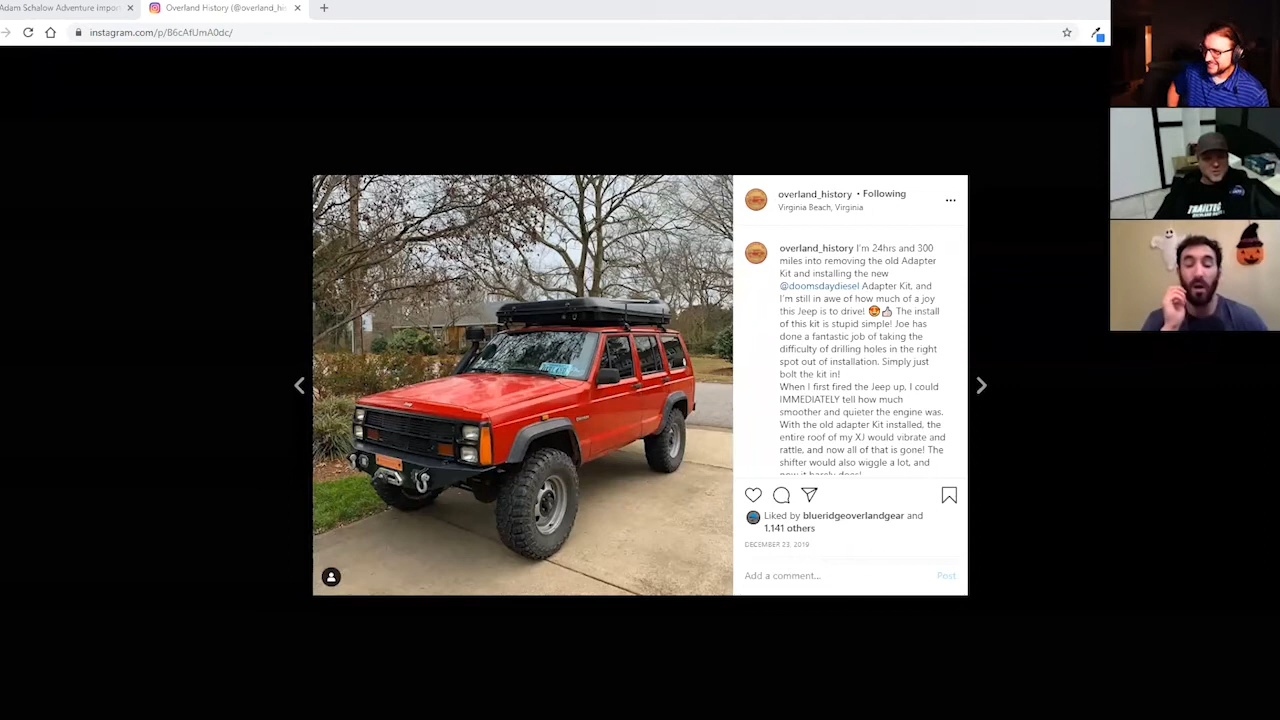 Adam Schalow Adventure impor
Overland History (@overland_his
instagram.com/p/B6cAfUmA0dc/
overland_history • Following
Virginia Beach, Virginia
overland_history I'm 24hrs and 300
miles into removing the old Adapter
Kit and installing the new
@doomsdaydiesel Adapter Kit, and
I'm still in awe of how much of a joy
this Jeep is to drive! 🤩👍🏻 The install
of this kit is stupid simple! Joe has
done a fantastic job of taking the
difficulty of drilling holes in the right
spot out of installation. Simply just
bolt the kit in!
When I first fired the Jeep up, I could
IMMEDIATELY tell how much
smoother and quieter the engine was.
With the old adapter Kit installed, the
entire roof of my XJ would vibrate and
rattle, and now all of that is gone! The
shifter would also wiggle a lot, and
now it barely does!
Liked by blueridgeoverlandgear and
1,141 others
DECEMBER 23, 2019
Add a comment...
Post
TRAILTEC